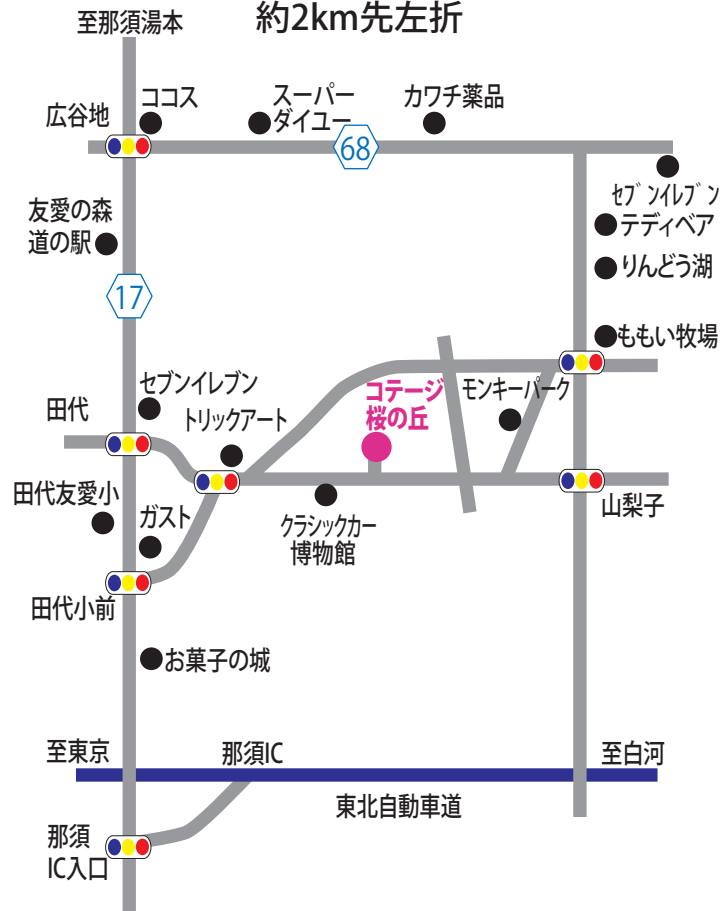 約2km先左折
至那須湯本
ココス
スーパー
ダイユー
カワチ薬品
広谷地
68
セブンイレブン
友愛の森
道の駅
テディベア
りんどう湖
17
ももい牧場
セブンイレブン
コテージ
桜の丘
モンキーパーク
田代
トリックアート
田代友愛小
ガスト
クラシックカー
博物館
山梨子
田代小前
お菓子の城
至東京
那須IC
至白河
東北自動車道
那須
IC入口